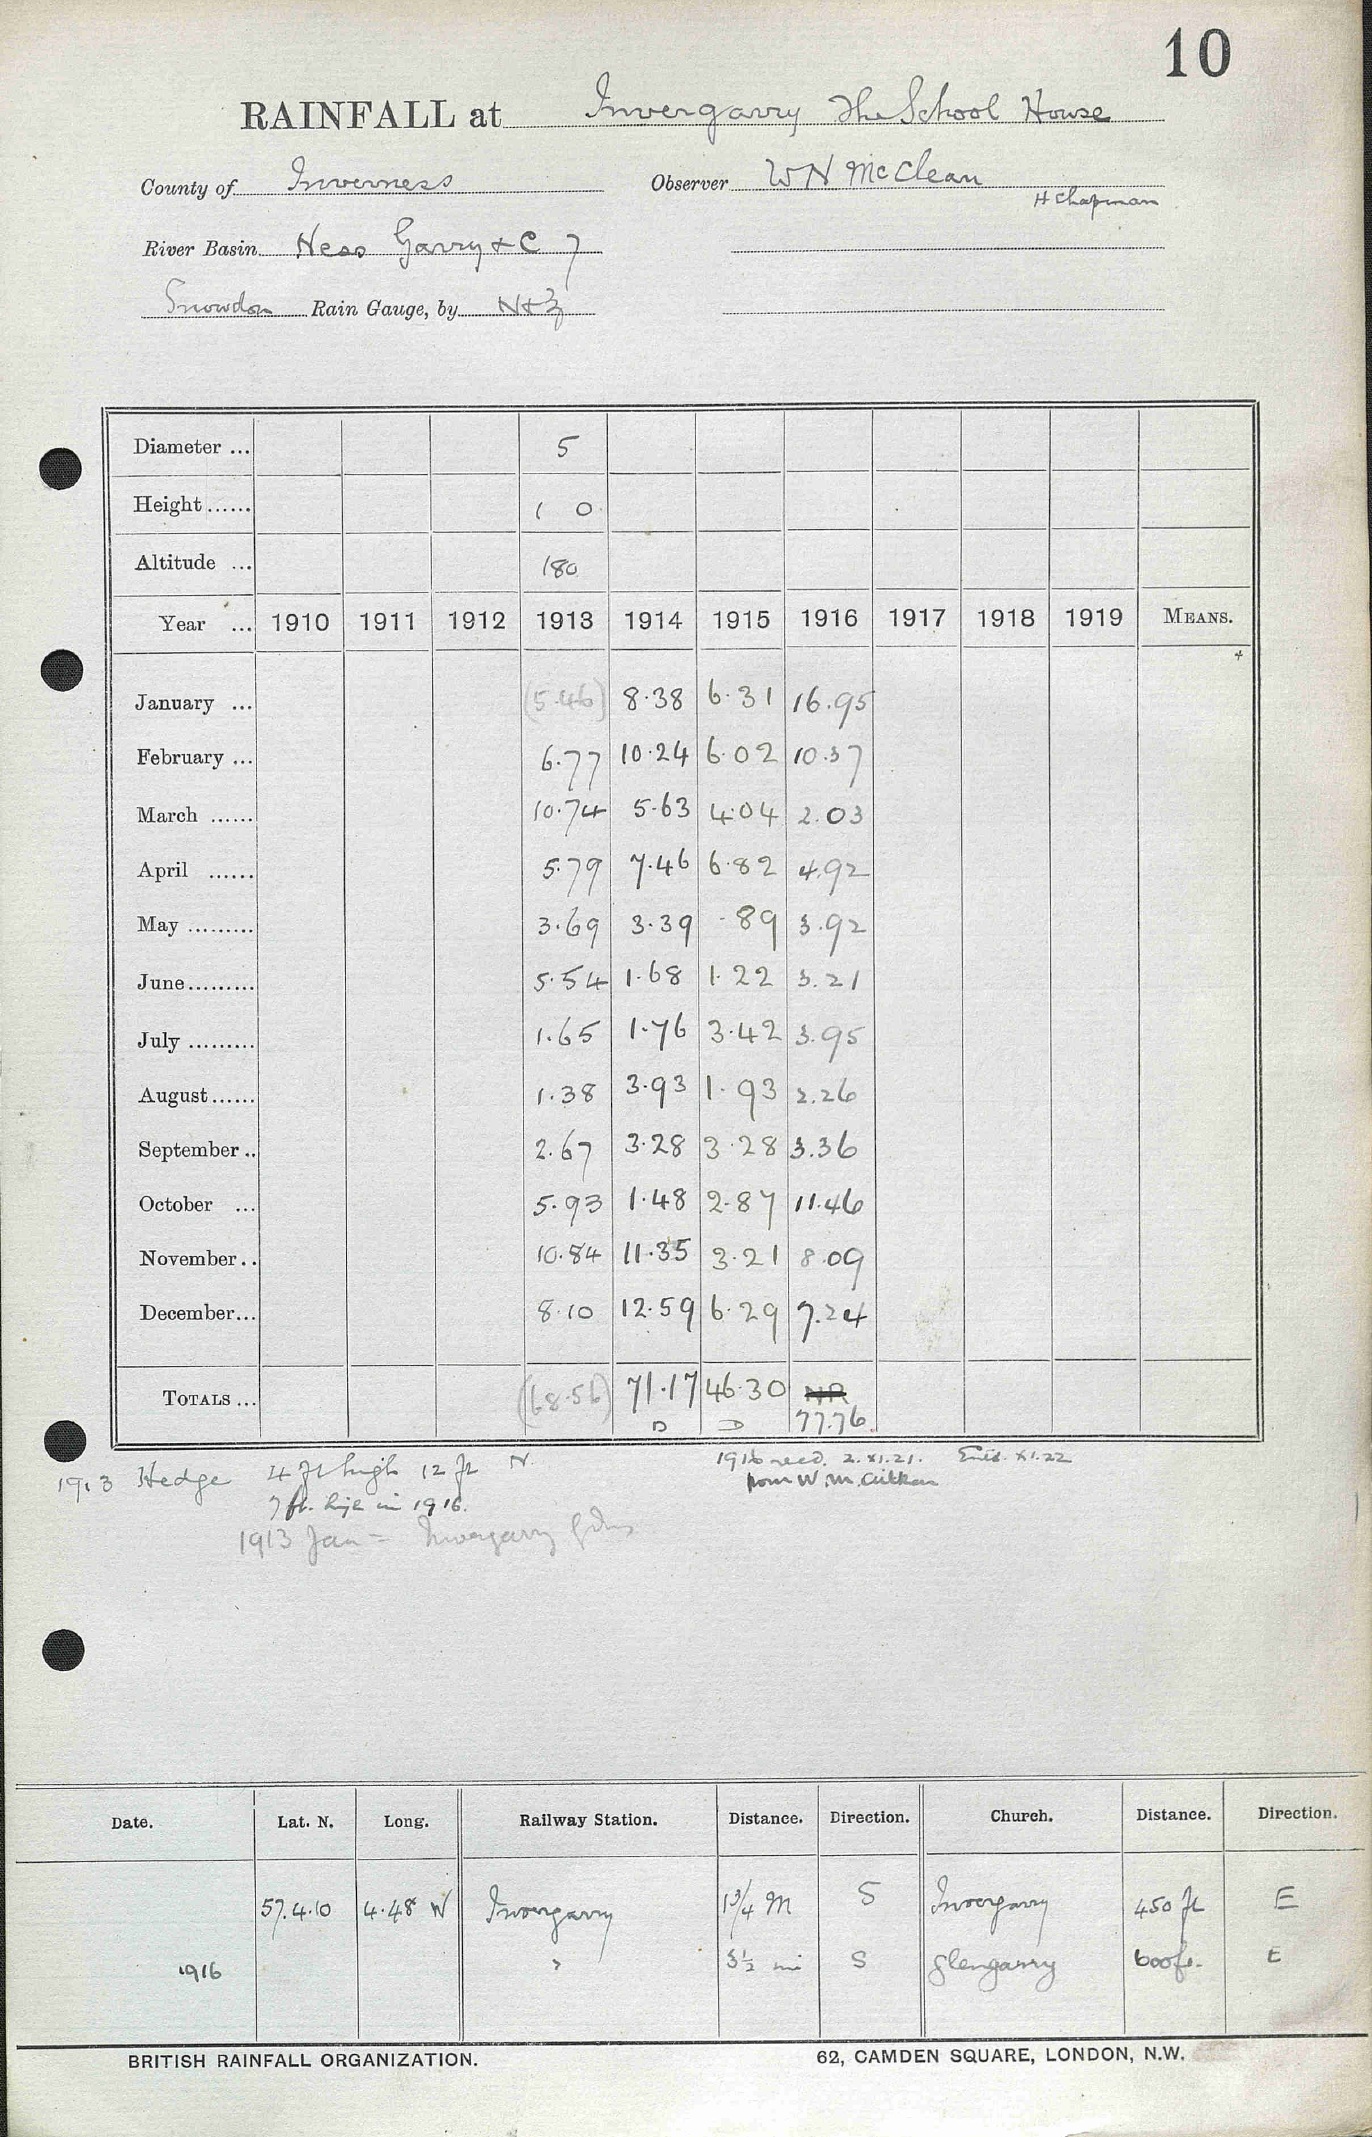 10
RAINFALL at Invergarry The School House
County of Inverness Observer W N McClean
H Chapman
River Basin Ness Garry & C 7
Snowdon Rain Gauge, by N & Z
Diameter ... 5
Height ...... 1 0
Altitude ... 180
Year ... 1910 1911 1912 1913 1914 1915 1916 1917 1918 1919 MEANS.
January ... (5.46) 8.38 6.31 16.95
February ... 6.77 10.24 6.02 10.37
March ...... 10.74 5.63 4.04 2.03
April ...... 5.79 7.46 6.82 4.92
May ......... 3.69 3.39 .89 3.92
June ......... 5.54 1.68 1.22 3.21
July ......... 1.65 1.76 3.42 3.95
August ...... 1.38 3.93 1.93 2.26
September .. 2.67 3.28 3.28 3.36
October ... 5.93 1.48 2.87 11.46
November .. 10.84 11.35 3.21 8.09
December ... 8.10 12.59 6.29 7.24
TOTALS ... (68.56) 71.17 46.30 NR
D D 77.76
1913 Hedge 4 ft high 12 ft N. 1916 recd. 2.XI.21. Entd. XI.22
7 ft. high in 1916. from W. M. Aitken
1913 Jan = Invergarry Gdns
Date. Lat. N. Long. Railway Station. Distance. Direction. Church. Distance. Direction.
57.4.10 4.48 W Invergarry 1 3/4 M S Invergarry 450 ft E
1916 " 3 1/2 mi S Glengarry 600 ft. E
BRITISH RAINFALL ORGANIZATION. 62, CAMDEN SQUARE, LONDON, N.W.